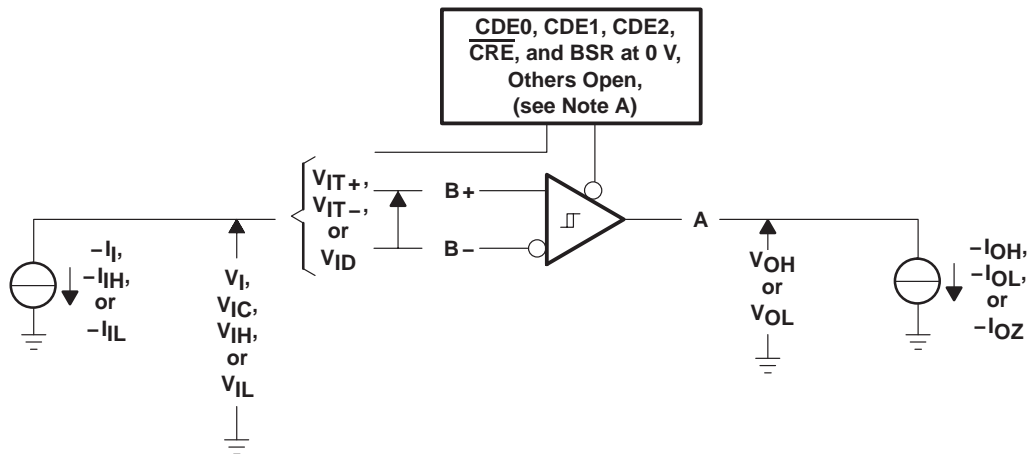 CDE0, CDE1, CDE2,
CRE, and BSR at 0 V,
Others Open,
(see Note A)
VIT+,
VIT−,
or
VID
B+
B−
A
−II,
−IIH,
or
−IIL
VI,
VIC,
VIH,
or
VIL
VOH
or
VOL
−IOH,
−IOL,
or
−IOZ